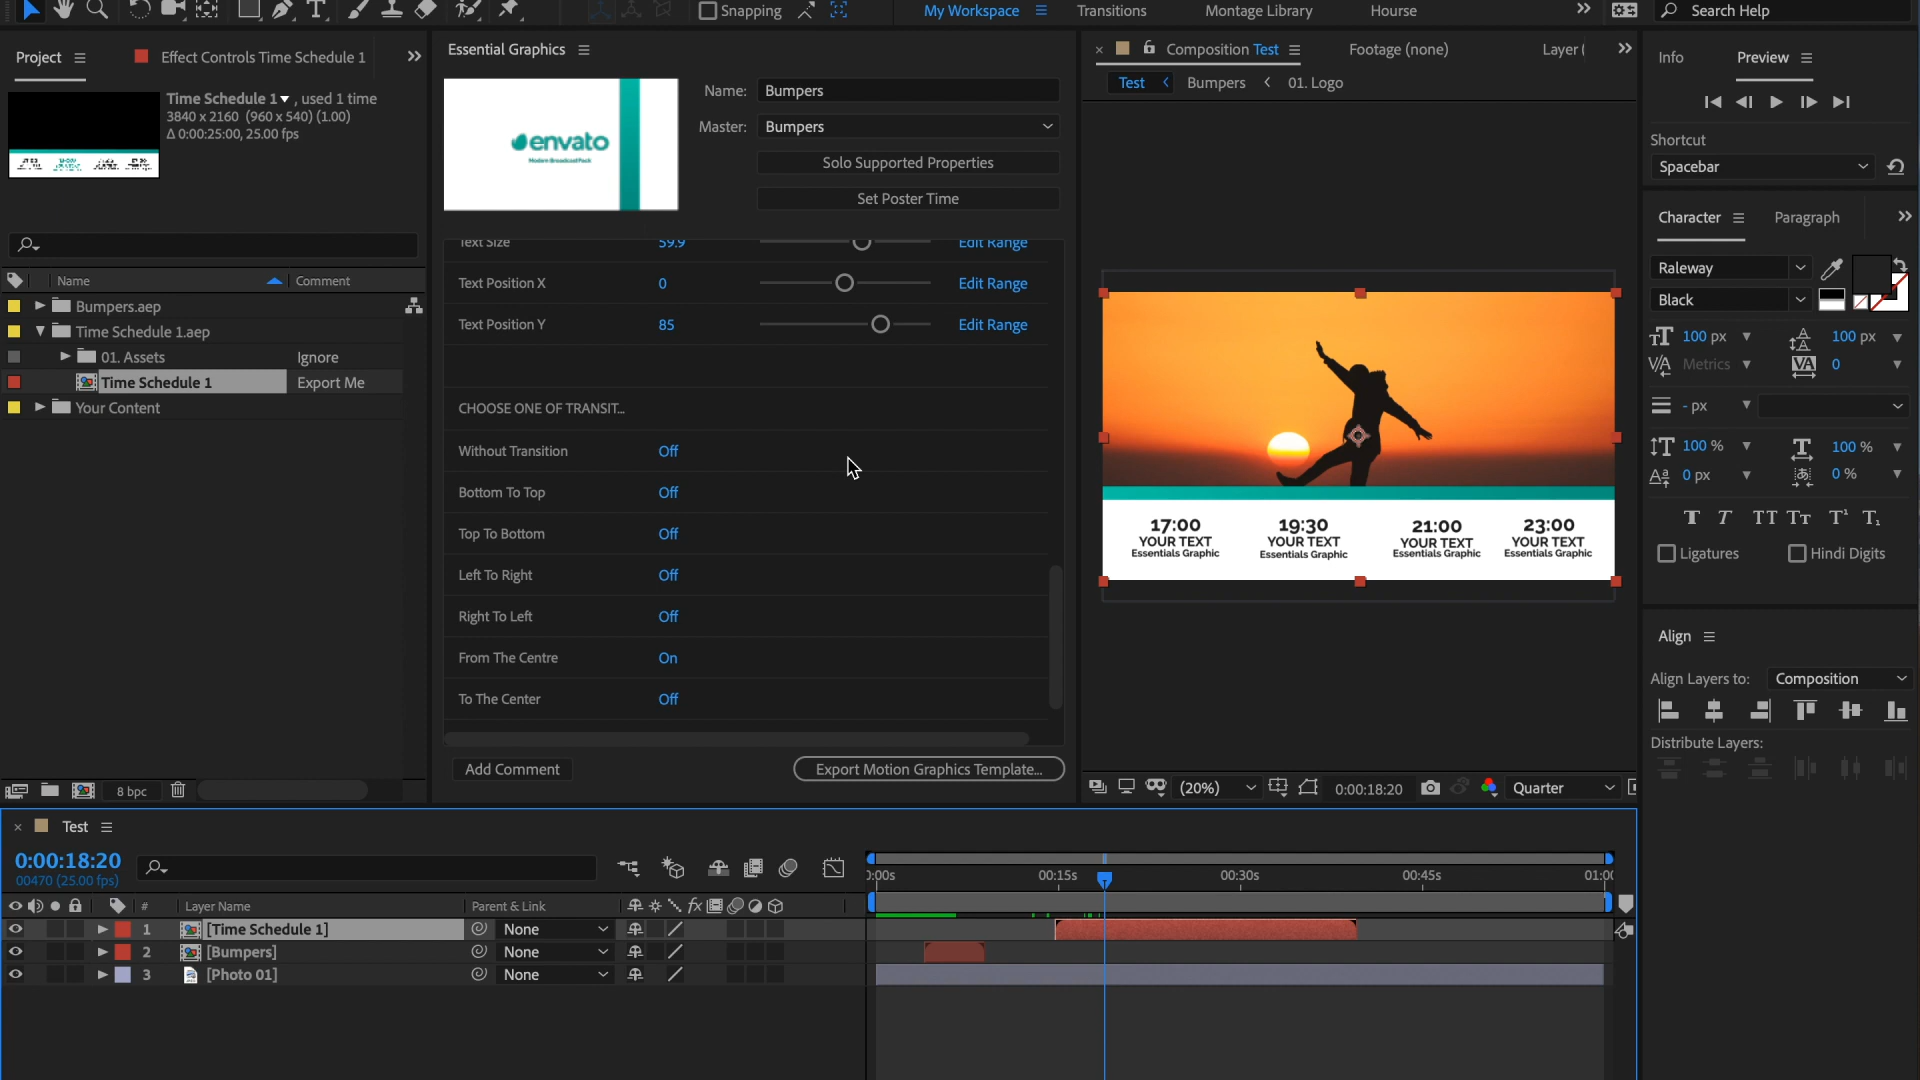 Snapping
My Workspace
Transitions
Montage Library
Hourse
Search Help
Project
Effect Controls Time Schedule 1
Time Schedule 1 , used 1 time
3840 x 2160 (960 x 540) (1.00)
Δ 0:00:25:00, 25.00 fps
Name
Comment
Bumpers.aep
Time Schedule 1.aep
01. Assets
Ignore
Time Schedule 1
Export Me
Your Content
8 bpc
Essential Graphics
envato
Modern Broadcast Pack
Name:
Bumpers
Master:
Bumpers
Solo Supported Properties
Set Poster Time
Text Size
59.9
Edit Range
Text Position X
0
Edit Range
Text Position Y
85
Edit Range
CHOOSE ONE OF TRANSIT...
Without Transition
Off
Bottom To Top
Off
Top To Bottom
Off
Left To Right
Off
Right To Left
Off
From The Centre
On
To The Center
Off
Add Comment
Export Motion Graphics Template...
Composition Test
Footage (none)
Layer (
Test
Bumpers
01. Logo
17:00
YOUR TEXT
Essentials Graphic
19:30
YOUR TEXT
Essentials Graphic
21:00
YOUR TEXT
Essentials Graphic
23:00
YOUR TEXT
Essentials Graphic
(20%)
0:00:18:20
Quarter
Info
Preview
Shortcut
Spacebar
Character
Paragraph
Raleway
Black
100 px
100 px
Metrics
0
- px
100 %
100 %
0 px
0 %
Ligatures
Hindi Digits
Align
Align Layers to:
Composition
Distribute Layers:
Test
0:00:18:20
00470 (25.00 fps)
#
Layer Name
Parent & Link
1
[Time Schedule 1]
None
2
[Bumpers]
None
3
[Photo 01]
None
):00s
00:15s
00:30s
00:45s
01:0(